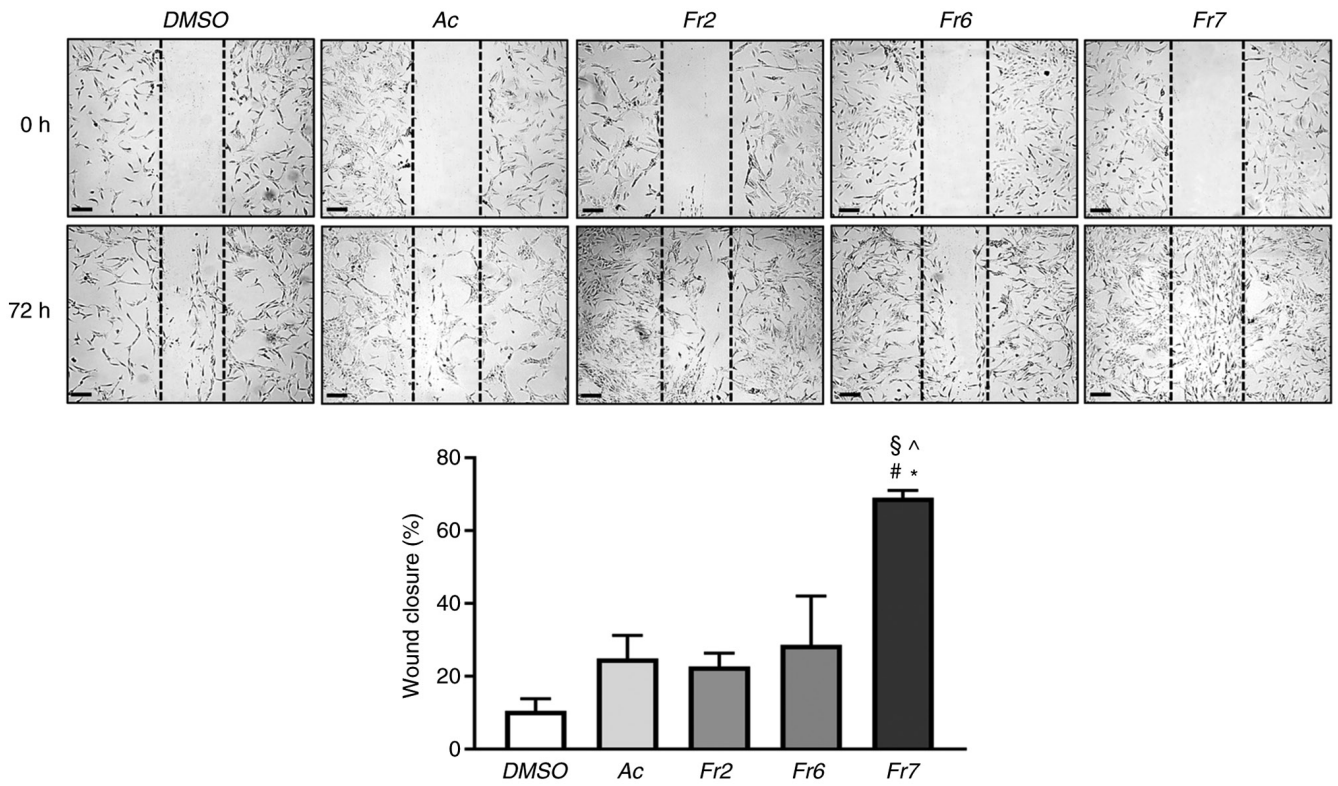 DMSO Ac Fr2 Fr6 Fr7
0 h
72 h
§ ^
# *
80
60
40
20
0
Wound closure (%)
DMSO Ac Fr2 Fr6 Fr7